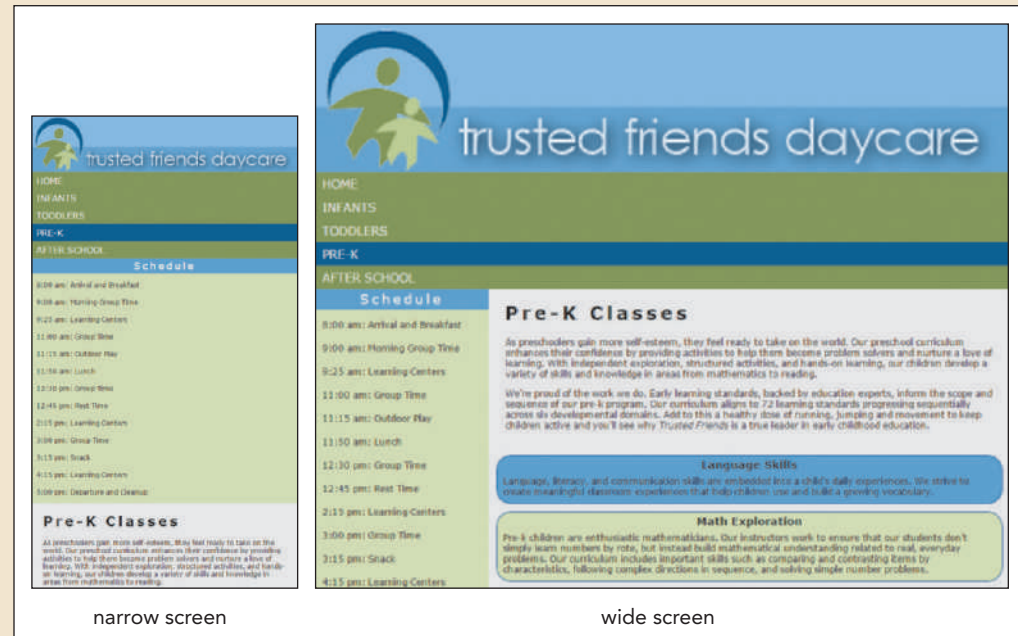 trusted friends daycare
HOME
INFANTS
TODDLERS
PRE-K
AFTER SCHOOL
Schedule
8:00 am: Arrival and Breakfast
9:00 am: Morning Group Time
9:25 am: Learning Centers
11:00 am: Group Time
11:15 am: Outdoor Play
11:50 am: Lunch
12:30 pm: Group Time
12:45 pm: Rest Time
2:15 pm: Learning Centers
3:00 pm: Group Time
3:15 pm: Snack
4:15 pm: Learning Centers
5:00 pm: Departure and Cleanup
Pre-K Classes
As preschoolers gain more self-esteem, they feel ready to take on the
world. Our preschool curriculum enhances their confidence by providing
activities to help them become problem solvers and nurture a love of
learning. With independent exploration, structured activities, and hands-
on learning, our children develop a variety of skills and knowledge in
areas from mathematics to reading.
narrow screen
trusted friends daycare
HOME
INFANTS
TODDLERS
PRE-K
AFTER SCHOOL
Schedule
8:00 am: Arrival and Breakfast
9:00 am: Morning Group Time
9:25 am: Learning Centers
11:00 am: Group Time
11:15 am: Outdoor Play
11:50 am: Lunch
12:30 pm: Group Time
12:45 pm: Rest Time
2:15 pm: Learning Centers
3:00 pm: Group Time
3:15 pm: Snack
4:15 pm: Learning Centers
Pre-K Classes
As preschoolers gain more self-esteem, they feel ready to take on the world. Our preschool curriculum
enhances their confidence by providing activities to help them become problem solvers and nurture a love of
learning. With independent exploration, structured activities, and hands-on learning, our children develop a
variety of skills and knowledge in areas from mathematics to reading.
We're proud of the work we do. Early learning standards, backed by education experts, inform the scope and
sequence of our pre-k program. Our curriculum aligns to 72 learning standards progressing sequentially
across six developmental domains. Add to this a healthy dose of running, jumping and movement to keep
children active and you'll see why Trusted Friends is a true leader in early childhood education.
Language Skills
Language, literacy, and communication skills are embedded into a child's daily experiences. We strive to
create meaningful classroom experiences that help children use and build a growing vocabulary.
Math Exploration
Pre-k children are enthusiastic mathematicians. Our instructors work to ensure that our students don't
simply learn numbers by rote, but instead build mathematical understanding related to real, everyday
problems. Our curriculum includes important skills such as comparing and contrasting items by
characteristics, following complex directions in sequence, and solving simple number problems.
wide screen